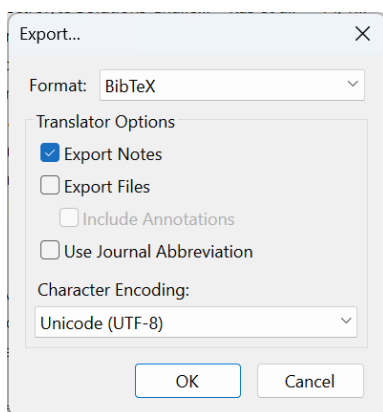 Export...
Format: BibTeX
Translator Options
Export Notes
Export Files
Include Annotations
Use Journal Abbreviation
Character Encoding:
Unicode (UTF-8)
OK Cancel